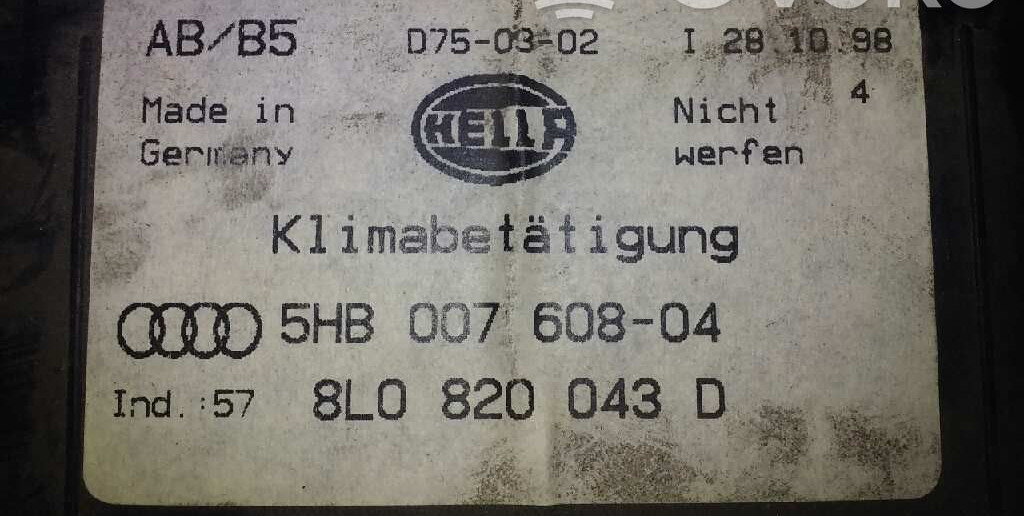 AB/B5 D75-03-02 I 28.10.98
4
Made in HELLA Nicht
Germany werfen
Klimabetätigung
5HB 007 608-04
Ind.:57 8L0 820 043 D